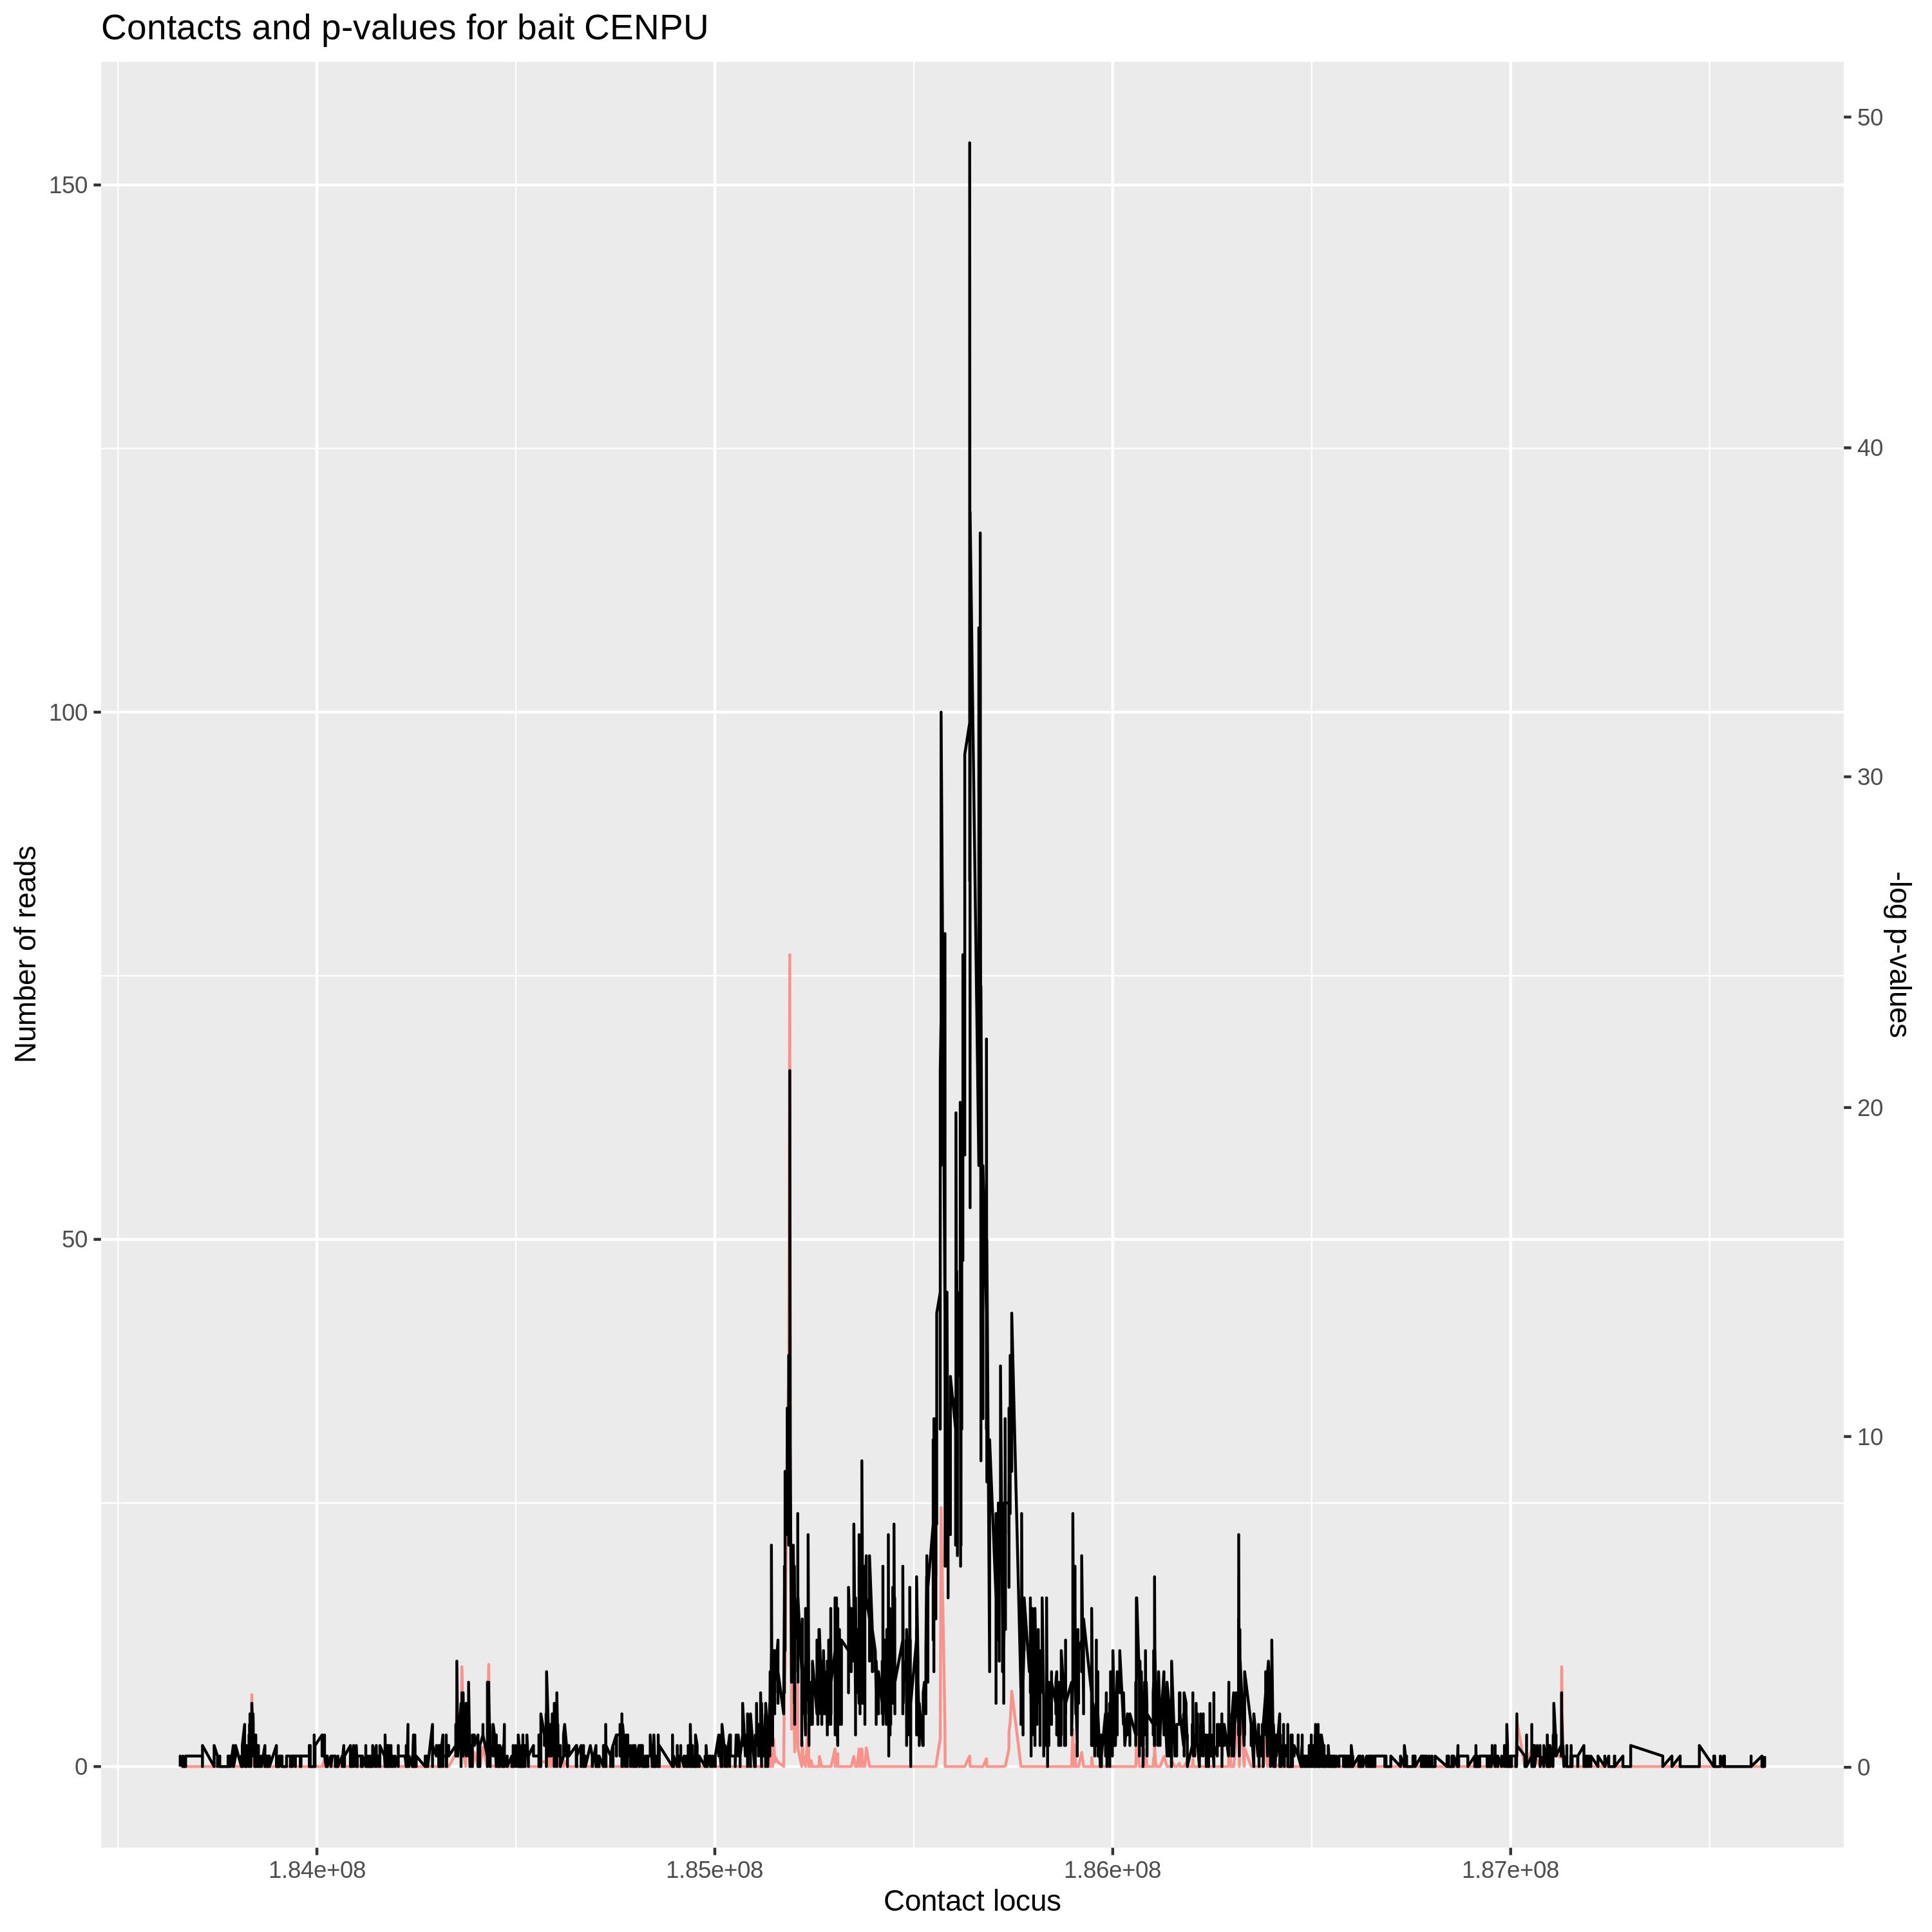 Contacts and p-values for bait CENPU
150
100
50
0
Number of reads
50
40
30
20
10
0
-log p-values
1.84e+08
1.85e+08
1.86e+08
1.87e+08
Contact locus